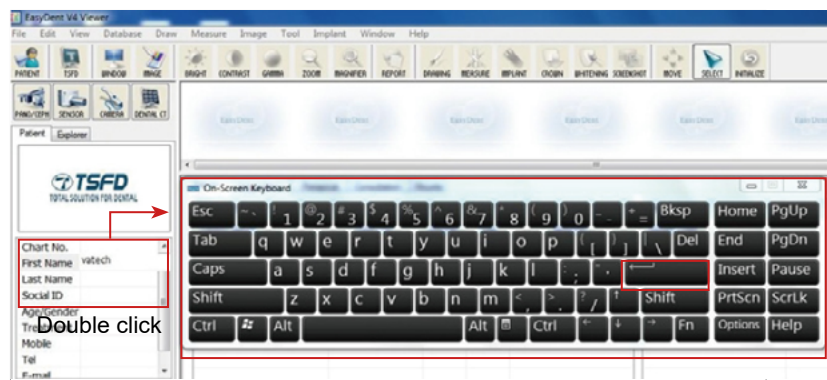 EasyDent V4 Viewer
File Edit View Database Draw Measure Image Tool Implant Window Help
PATIENT TSFD WINDOW IMAGE BRIGHT CONTRAST GAMMA ZOOM MAGNIFIER REPORT DRAWING MEASURE IMPLANT CROWN WHITENING SCREENSHOT MOVE SELECT INITIALIZE
PANO/CEPH SENSOR CAMERA DENTAL CT
EasyDent EasyDent EasyDent EasyDent EasyDent
Patient Explorer
TSFD
TOTAL SOLUTION FOR DENTAL
On-Screen Keyboard
Esc ~ ` ! 1 @ 2 # 3 $ 4 % 5 ^ 6 & 7 * 8 ( 9 ) 0 _ - + = Bksp Home PgUp
Tab q w e r t y u i o p { [ } ] | \ Del End PgDn
Caps a s d f g h j k l : ; " ' ← Insert Pause
Shift z x c v b n m < , > . ? / ↑ Shift PrtScn ScrLk
Ctrl Alt Alt Ctrl ← ↓ → Fn Options Help
Chart No.
First Name vatech
Last Name
Social ID
Age/Gender
Double click
Mobile
Tel
E-mail